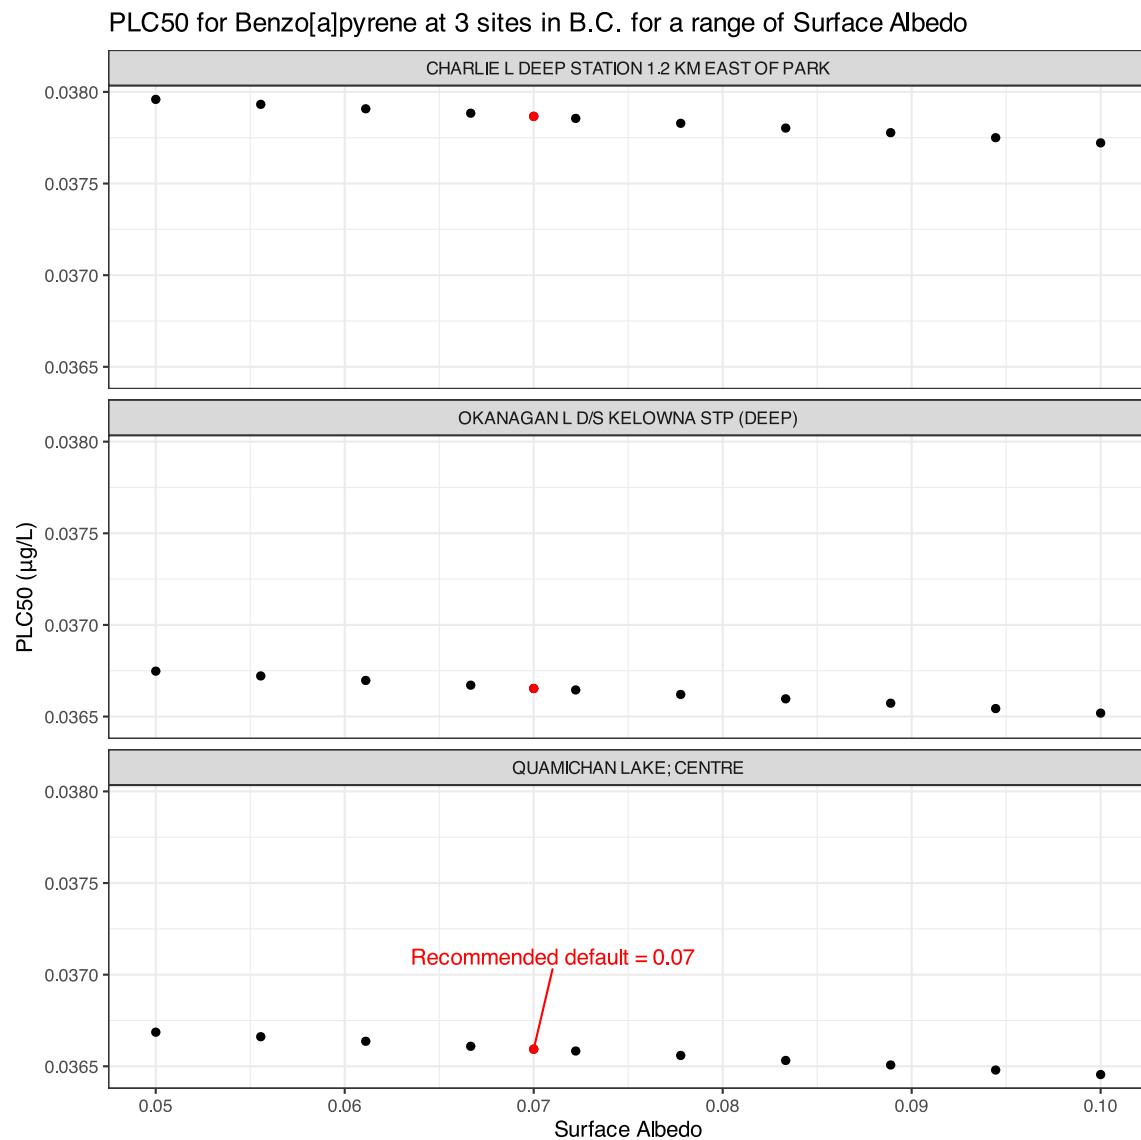 PLC50 for Benzo[a]pyrene at 3 sites in B.C. for a range of Surface Albedo
CHARLIE L DEEP STATION 1.2 KM EAST OF PARK
0.0380
0.0375
0.0370
0.0365
OKANAGAN L D/S KELOWNA STP (DEEP)
0.0380
0.0375
0.0370
0.0365
PLC50 (µg/L)
QUAMICHAN LAKE; CENTRE
0.0380
0.0375
0.0370
0.0365
Recommended default = 0.07
0.05 0.06 0.07 0.08 0.09 0.10
Surface Albedo